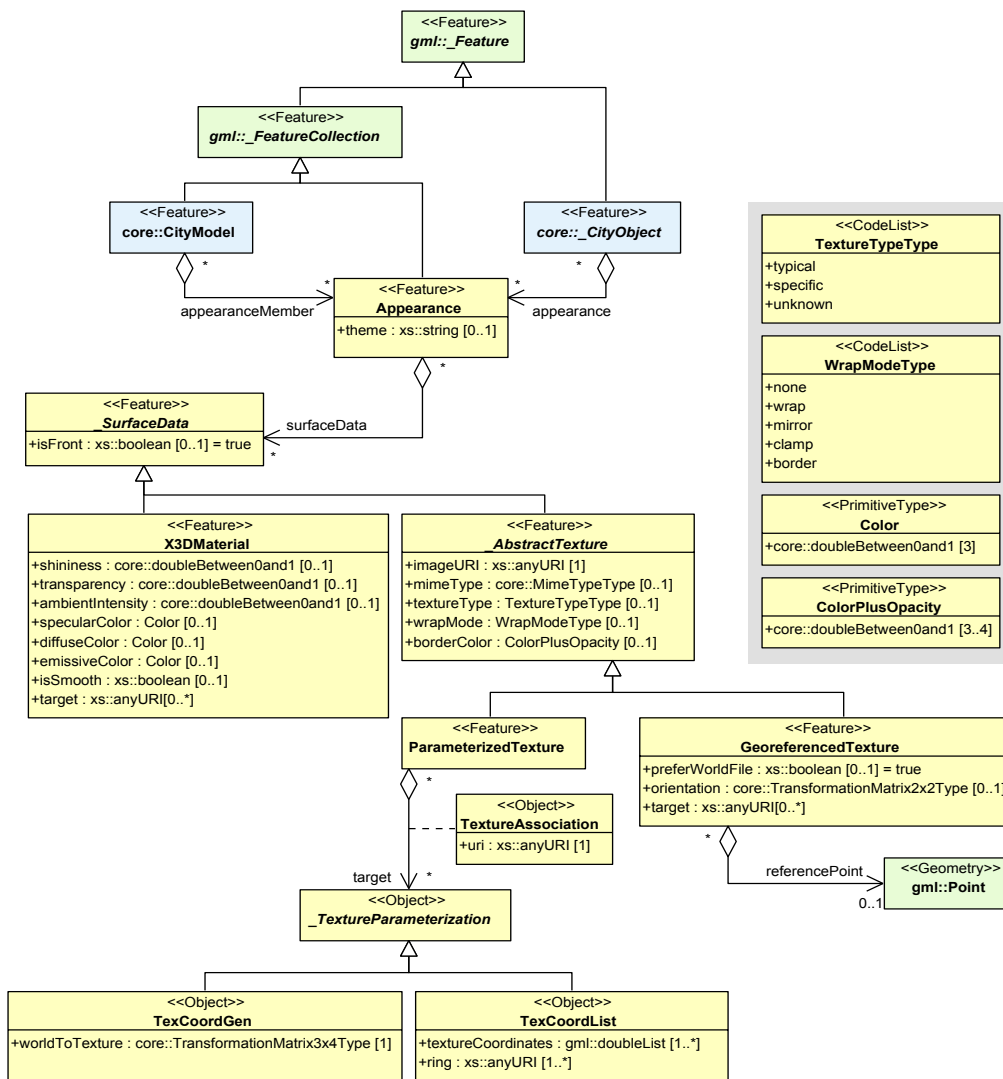 <<Feature>>
gml::_Feature
<<Feature>>
gml::_FeatureCollection
<<Feature>>
core::CityModel
<<Feature>>
core::_CityObject
*
*
*
*
appearanceMember
appearance
<<Feature>>
Appearance
+theme : xs::string [0..1]
*
surfaceData
*
<<Feature>>
_SurfaceData
+isFront : xs::boolean [0..1] = true
<<CodeList>>
TextureTypeType
+typical
+specific
+unknown
<<CodeList>>
WrapModeType
+none
+wrap
+mirror
+clamp
+border
<<PrimitiveType>>
Color
+core::doubleBetween0and1 [3]
<<PrimitiveType>>
ColorPlusOpacity
+core::doubleBetween0and1 [3..4]
<<Feature>>
X3DMaterial
+shininess : core::doubleBetween0and1 [0..1]
+transparency : core::doubleBetween0and1 [0..1]
+ambientIntensity : core::doubleBetween0and1 [0..1]
+specularColor : Color [0..1]
+diffuseColor : Color [0..1]
+emissiveColor : Color [0..1]
+isSmooth : xs::boolean [0..1]
+target : xs::anyURI[0..*]
<<Feature>>
_AbstractTexture
+imageURI : xs::anyURI [1]
+mimeType : core::MimeTypeType [0..1]
+textureType : TextureTypeType [0..1]
+wrapMode : WrapModeType [0..1]
+borderColor : ColorPlusOpacity [0..1]
<<Feature>>
ParameterizedTexture
*
<<Feature>>
GeoreferencedTexture
+preferWorldFile : xs::boolean [0..1] = true
+orientation : core::TransformationMatrix2x2Type [0..1]
+target : xs::anyURI[0..*]
*
referencePoint
0..1
<<Geometry>>
gml::Point
<<Object>>
TextureAssociation
+uri : xs::anyURI [1]
target
*
<<Object>>
_TextureParameterization
<<Object>>
TexCoordGen
+worldToTexture : core::TransformationMatrix3x4Type [1]
<<Object>>
TexCoordList
+textureCoordinates : gml::doubleList [1..*]
+ring : xs::anyURI [1..*]